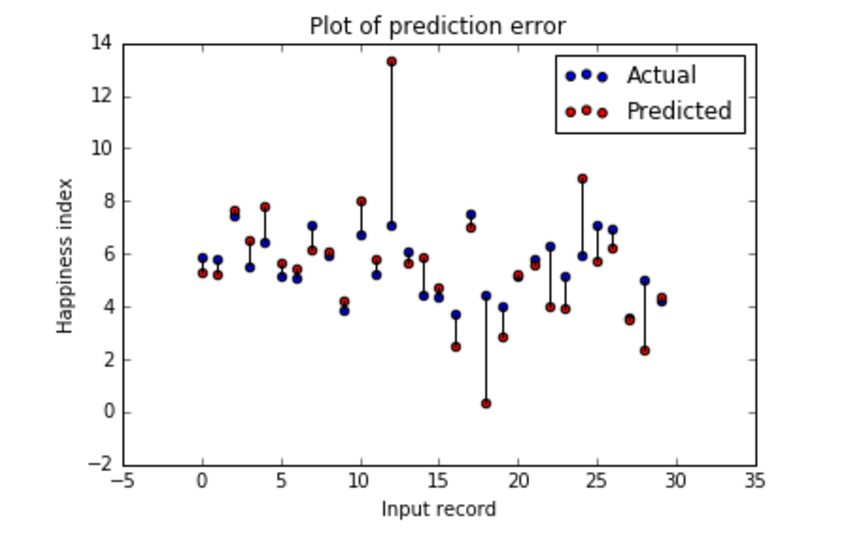 Plot of prediction error
14
12
10
8
6
4
2
0
−2
Happiness index
Actual
Predicted
−5 0 5 10 15 20 25 30 35
Input record